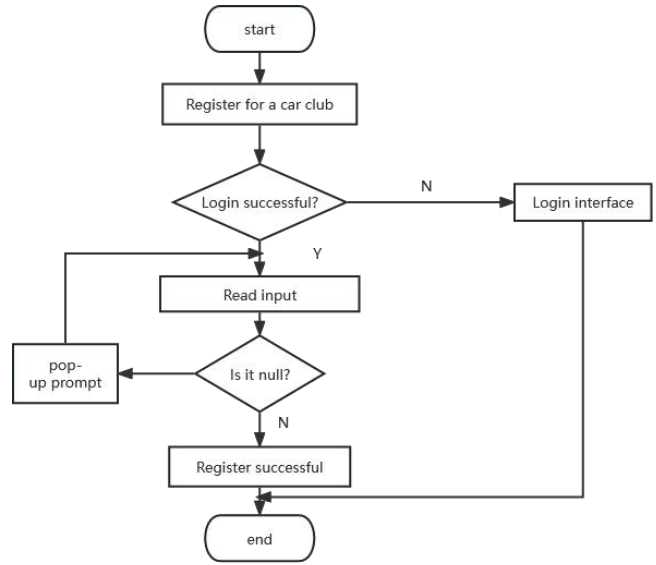 start
Register for a car club
Login successful?
N
Login interface
Y
Read input
pop-
up prompt
Is it null?
N
Register successful
end